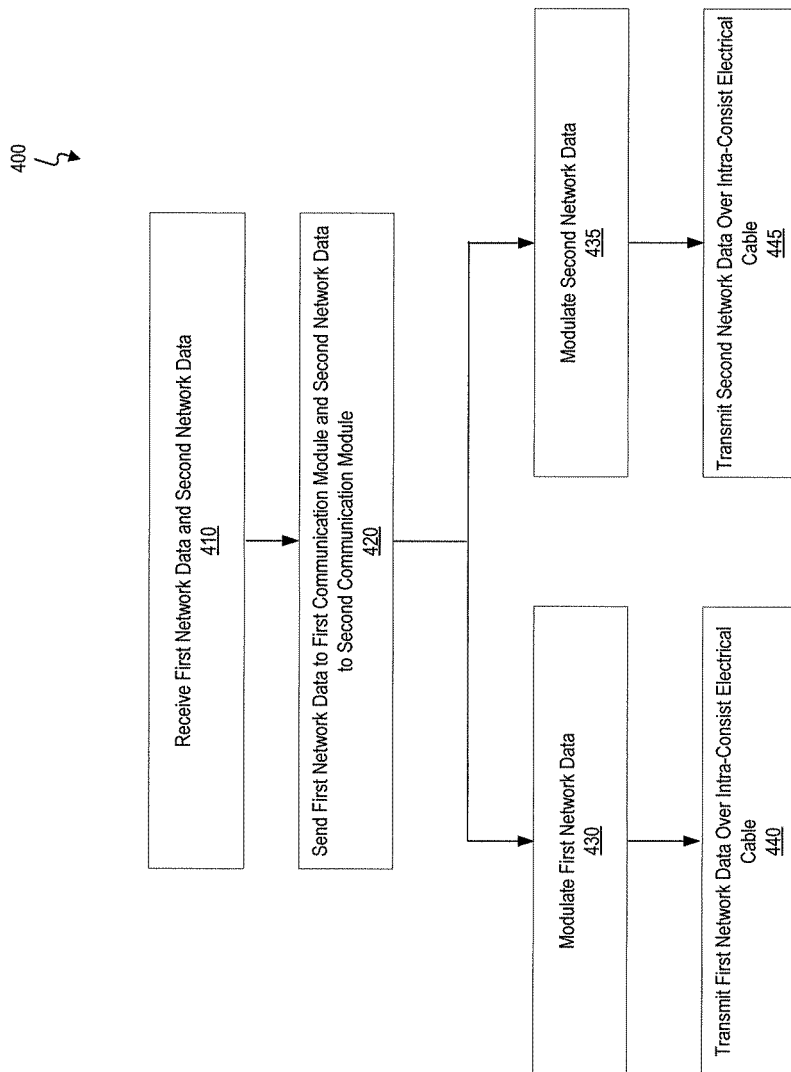 400
Receive First Network Data and Second Network Data
410
Send First Network Data to First Communication Module and Second Network Data
to Second Communication Module
420
Modulate First Network Data
430
Modulate Second Network Data
435
Transmit First Network Data Over Intra-Consist Electrical
Cable
440
Transmit Second Network Data Over Intra-Consist Electrical
Cable
445